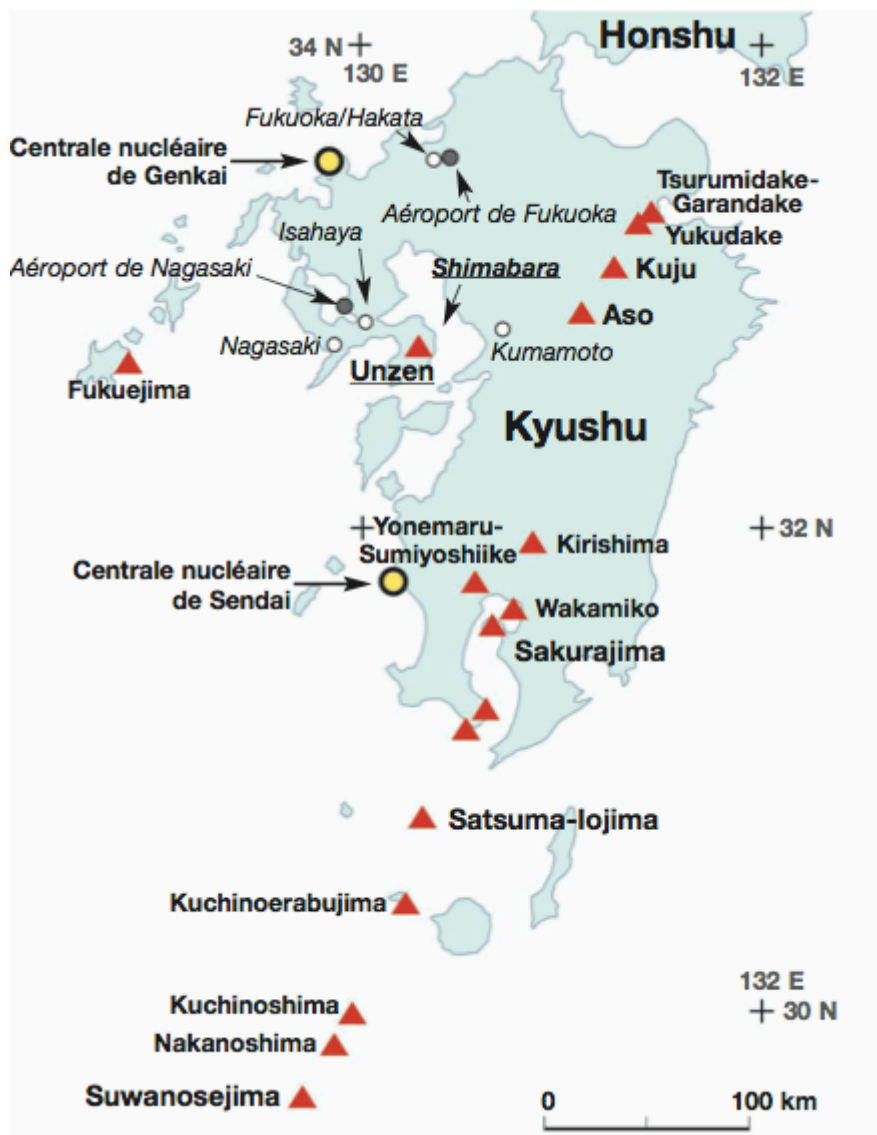 Honshu
34 N
130 E
132 E
Fukuoka/Hakata
Centrale nucléaire
de Genkai
Tsurumidake-
Garandake
Aéroport de Fukuoka
Yukudake
Isahaya
Aéroport de Nagasaki
Shimabara
Kuju
Aso
Nagasaki
Kumamoto
Unzen
Fukuejima
Kyushu
Yonemaru-
Sumiyoshiike
32 N
Kirishima
Centrale nucléaire
de Sendai
Wakamiko
Sakurajima
Satsuma-Iojima
Kuchinoerabujima
132 E
30 N
Kuchinoshima
Nakanoshima
Suwanosejima
0 100 km